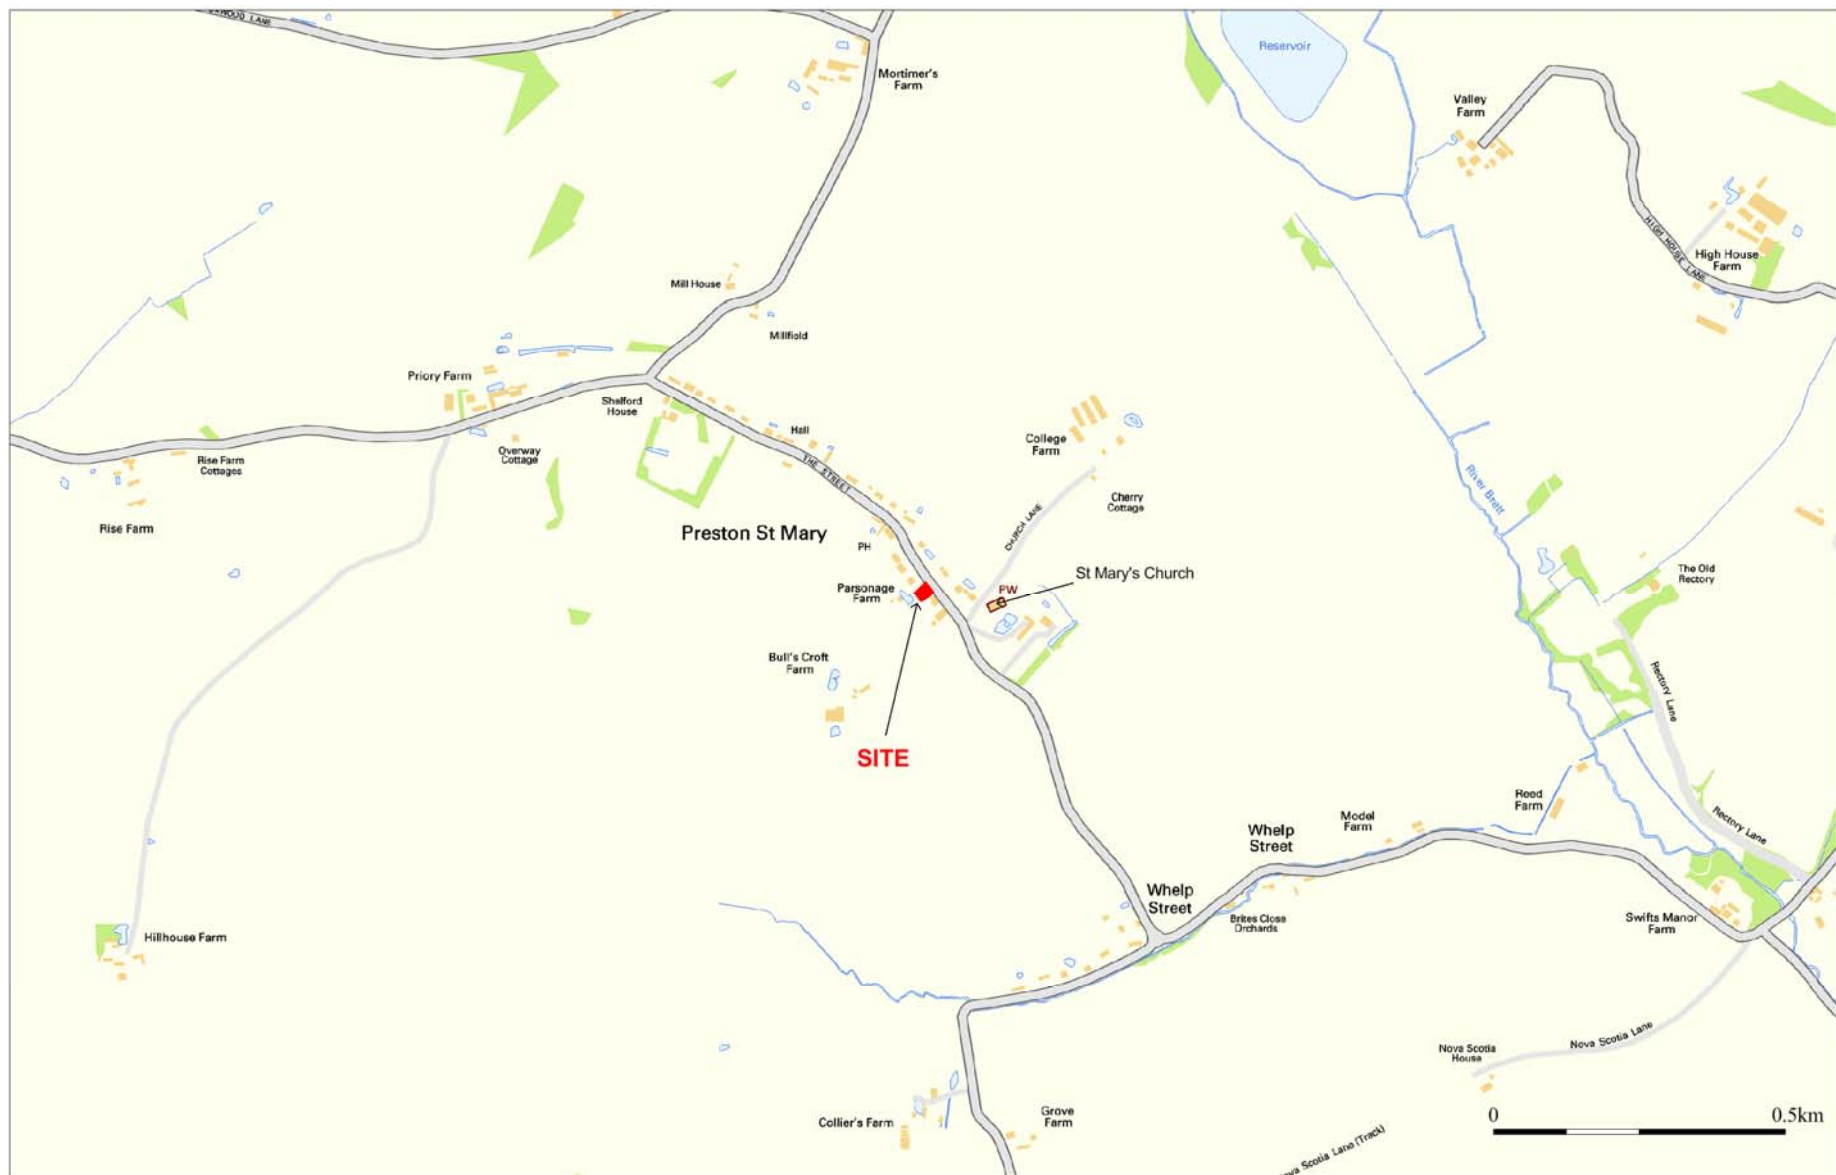 Reservoir
Mortimer's
Farm
Valley
Farm
HIGH HOUSE LANE
High House
Farm
Mill House
Millfield
Priory Farm
Shelford
House
Overway
Cottage
Rise Farm
Cottages
Rise Farm
Hall
THE STREET
College
Farm
Cherry
Cottage
CHURCH LANE
River Brett
Preston St Mary
PH
St Mary's Church
PW
Parsonage
Farm
The Old
Rectory
Bull's Croft
Farm
Rectory Lane
SITE
Reed
Farm
Model
Farm
Rectory Lane
Whelp
Street
Whelp
Street
Brites Close
Orchards
Swifts Manor
Farm
Hillhouse Farm
Nova Scotia Lane
Nova Scotia
House
Collier's Farm
Grove
Farm
0 0.5km
Scotia Lane (Track)